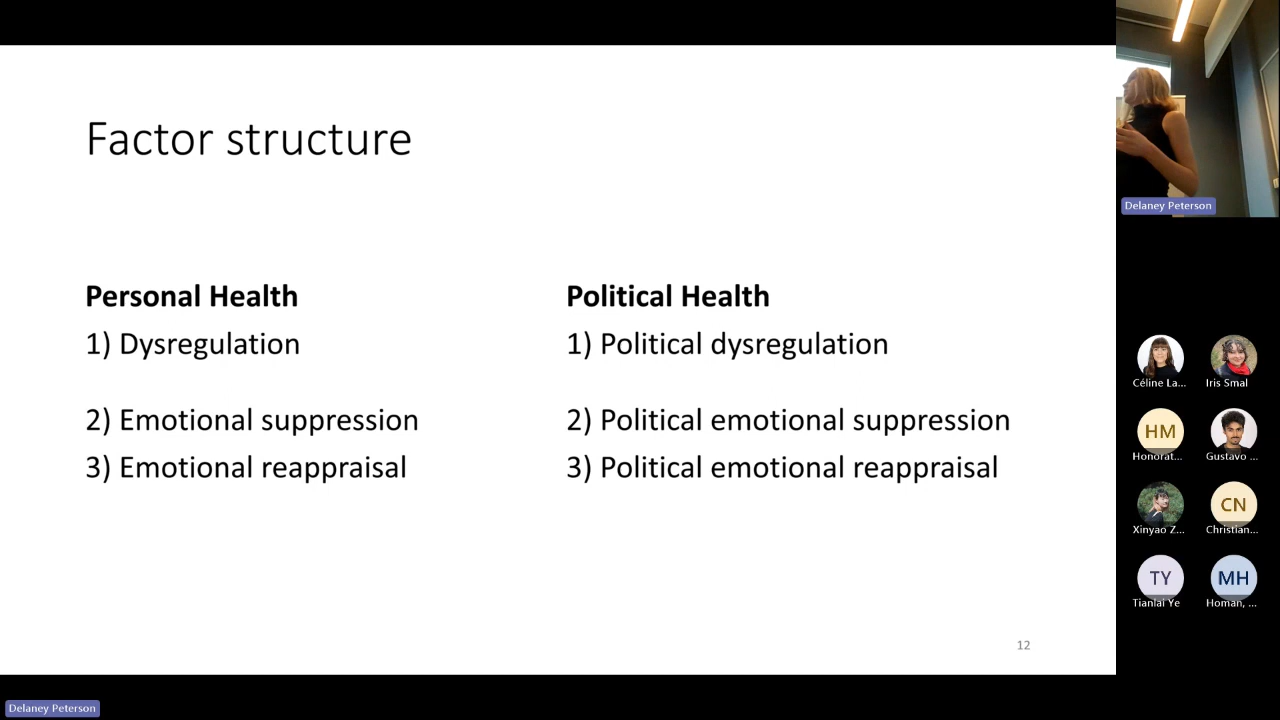 Factor structure
Personal Health
1) Dysregulation
2) Emotional suppression
3) Emotional reappraisal
Political Health
1) Political dysregulation
2) Political emotional suppression
3) Political emotional reappraisal
12
Delaney Peterson
Céline La...
Iris Smal
HM
Honorat...
Gustavo ...
Xinyao Z...
CN
Christian...
TY
Tianlai Ye
MH
Homan, ...
Delaney Peterson